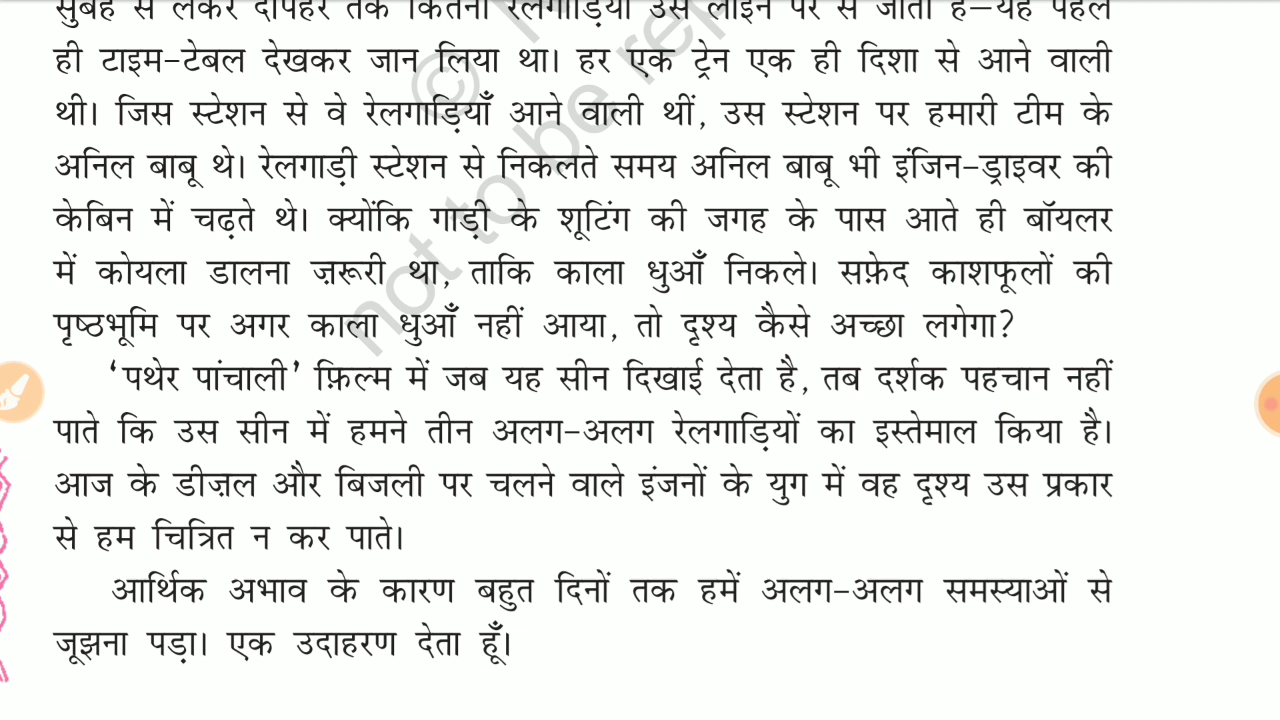 सुबह से लेकर दोपहर तक कितनी रेलगाड़ियाँ उस लाइन पर से जाती हैं–यह पहले
ही टाइम-टेबल देखकर जान लिया था। हर एक ट्रेन एक ही दिशा से आने वाली
थी। जिस स्टेशन से वे रेलगाड़ियाँ आने वाली थीं, उस स्टेशन पर हमारी टीम के
अनिल बाबू थे। रेलगाड़ी स्टेशन से निकलते समय अनिल बाबू भी इंजिन-ड्राइवर की
केबिन में चढ़ते थे। क्योंकि गाड़ी के शूटिंग की जगह के पास आते ही बॉयलर
में कोयला डालना ज़रूरी था, ताकि काला धुआँ निकले। सफ़ेद काशफूलों की
पृष्ठभूमि पर अगर काला धुआँ नहीं आया, तो दृश्य कैसे अच्छा लगेगा?
‘पथेर पांचाली’ फ़िल्म में जब यह सीन दिखाई देता है, तब दर्शक पहचान नहीं
पाते कि उस सीन में हमने तीन अलग-अलग रेलगाड़ियों का इस्तेमाल किया है।
आज के डीज़ल और बिजली पर चलने वाले इंजनों के युग में वह दृश्य उस प्रकार
से हम चित्रित न कर पाते।
आर्थिक अभाव के कारण बहुत दिनों तक हमें अलग-अलग समस्याओं से
जूझना पड़ा। एक उदाहरण देता हूँ।
©
not to be rep